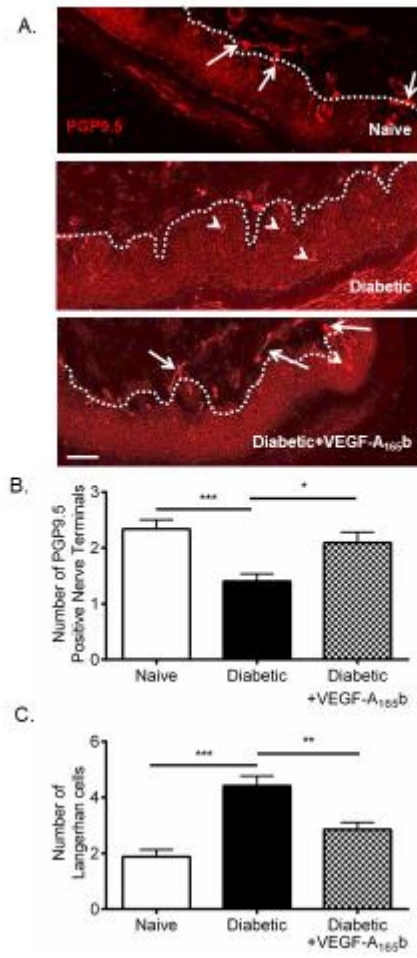 A.
PGP9.5
Naive
Diabetic
Diabetic+VEGF-A₁₆₅b
B.
Number of PGP9.5
Positive Nerve Terminals
3
2
1
0
***
*
Naive
Diabetic
Diabetic
+VEGF-A₁₆₅b
C.
Number of
Langerhan cells
6
4
2
0
***
**
Naive
Diabetic
Diabetic
+VEGF-A₁₆₅b